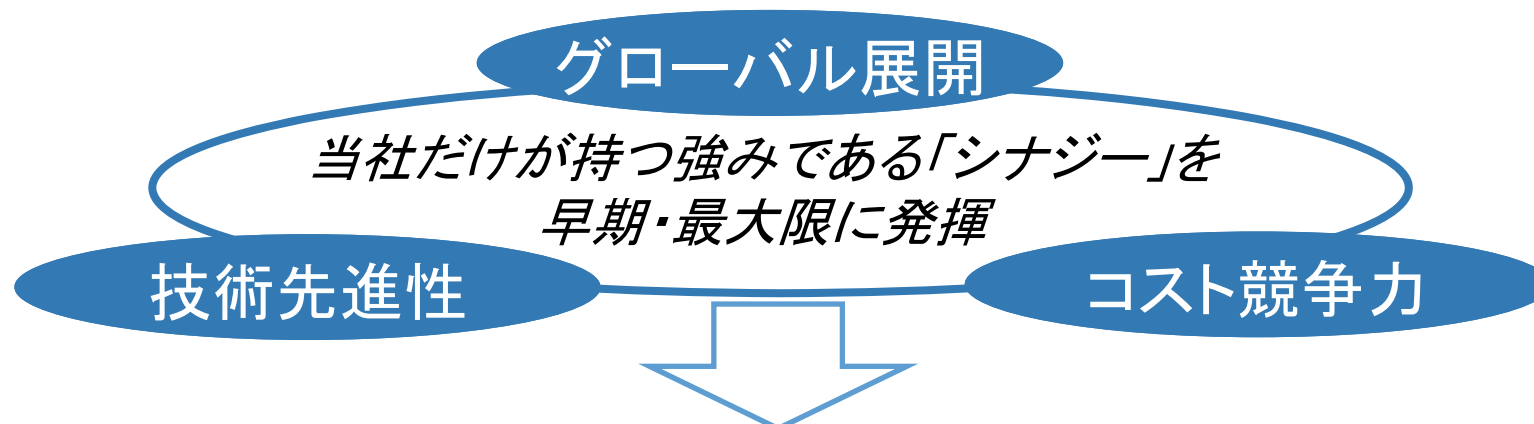 グローバル展開
当社だけが持つ強みである「シナジー」を
早期・最大限に発揮
技術先進性
コスト競争力